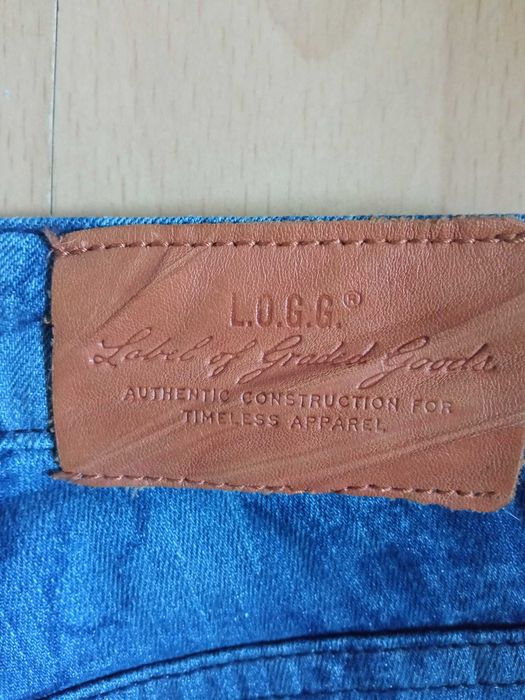 L.O.G.G.®
Label of Graded Goods
AUTHENTIC CONSTRUCTION FOR
TIMELESS APPAREL